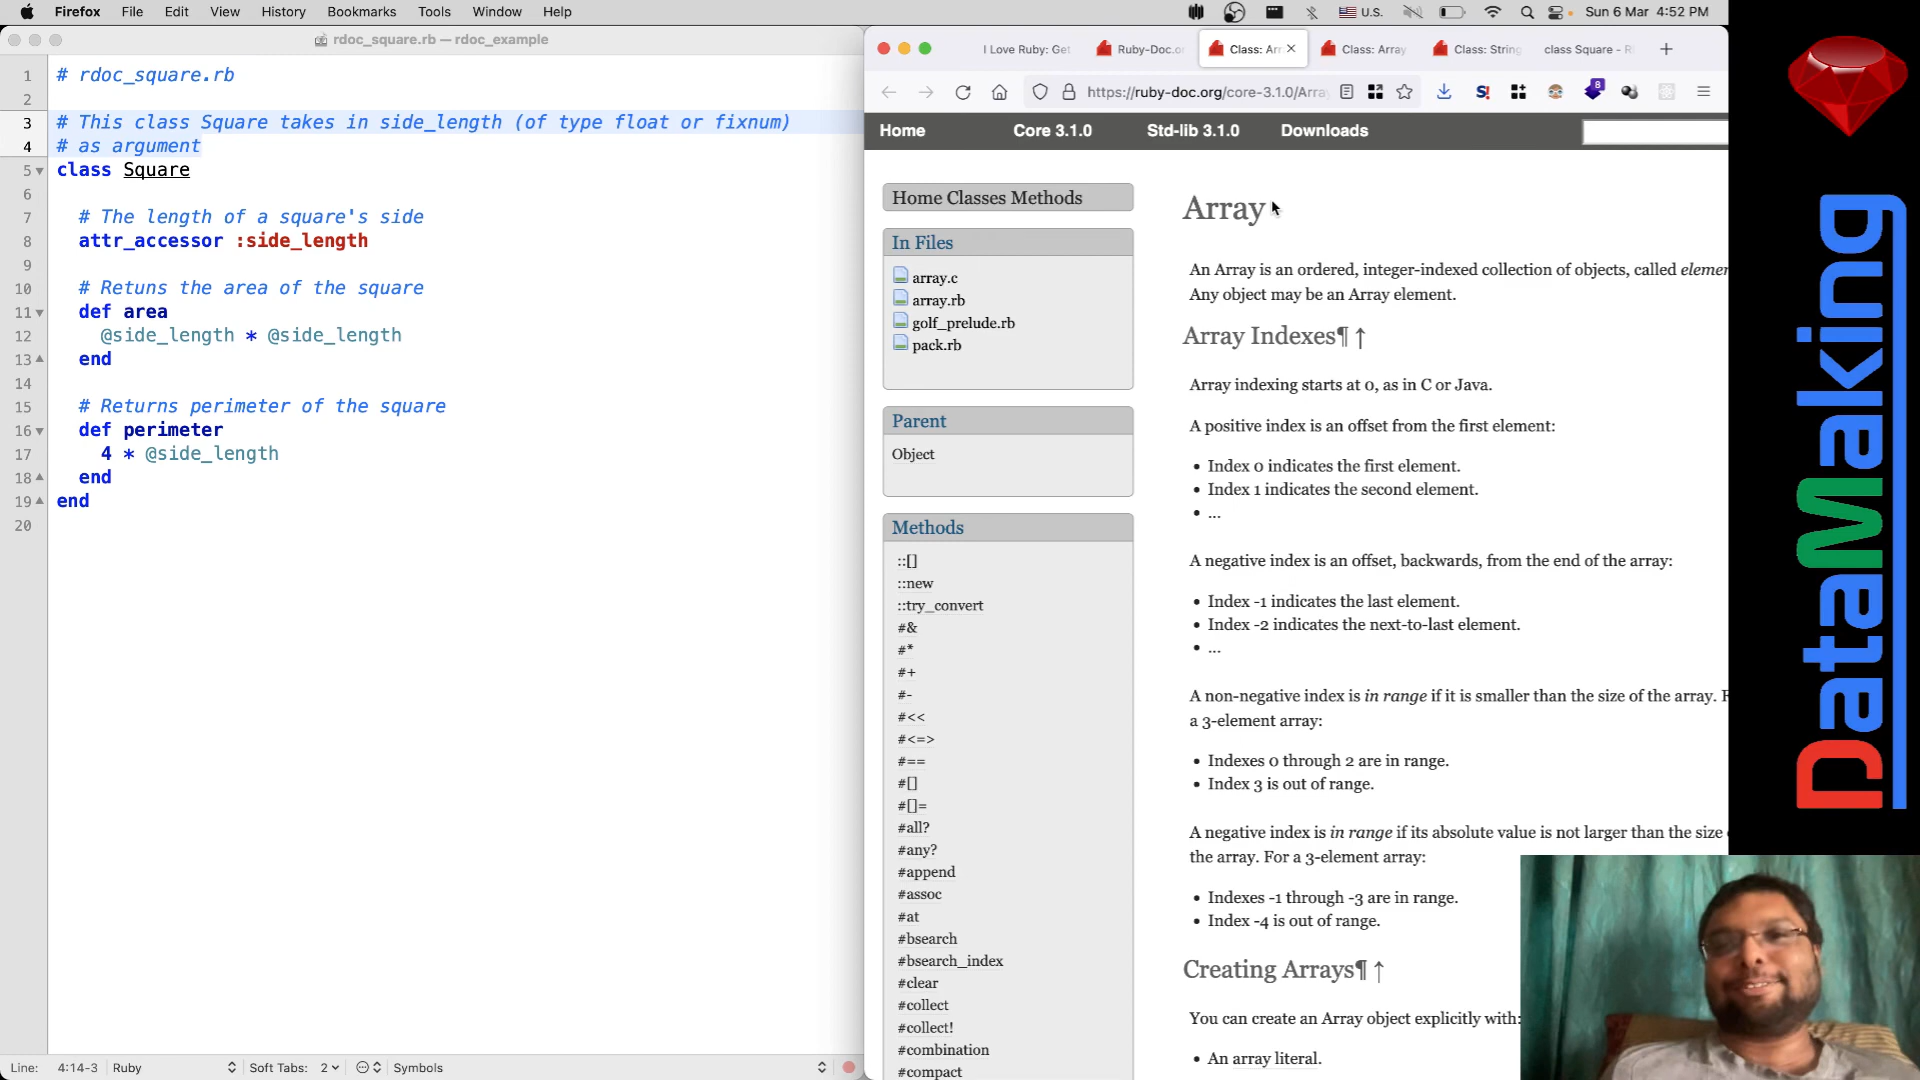 Firefox File Edit View History Bookmarks Tools Window Help
U.S. Sun 6 Mar 4:52 PM
rdoc_square.rb — rdoc_example
1 # rdoc_square.rb
2
3 # This class Square takes in side_length (of type float or fixnum)
4 # as argument
5 class Square
6
7 # The length of a square's side
8 attr_accessor :side_length
9
10 # Retuns the area of the square
11 def area
12 @side_length * @side_length
13 end
14
15 # Returns perimeter of the square
16 def perimeter
17 4 * @side_length
18 end
19 end
20
Line: 4:14-3 Ruby Soft Tabs: 2 Symbols
I Love Ruby: Get Ruby-Doc.or Class: Arr Class: Array Class: String class Square - R
https://ruby-doc.org/core-3.1.0/Array
8
Home Core 3.1.0 Std-lib 3.1.0 Downloads
Home Classes Methods
In Files
array.c
array.rb
golf_prelude.rb
pack.rb
Parent
Object
Methods
::[]
::new
::try_convert
#&
#*
#+
#-
#<<
#<=>
#==
#[]
#[]=
#all?
#any?
#append
#assoc
#at
#bsearch
#bsearch_index
#clear
#collect
#collect!
#combination
#compact
Array
An Array is an ordered, integer-indexed collection of objects, called elemen
Any object may be an Array element.
Array Indexes¶ ↑
Array indexing starts at 0, as in C or Java.
A positive index is an offset from the first element:
• Index 0 indicates the first element.
• Index 1 indicates the second element.
• ...
A negative index is an offset, backwards, from the end of the array:
• Index -1 indicates the last element.
• Index -2 indicates the next-to-last element.
• ...
A non-negative index is in range if it is smaller than the size of the array. F
a 3-element array:
• Indexes 0 through 2 are in range.
• Index 3 is out of range.
A negative index is in range if its absolute value is not larger than the size
the array. For a 3-element array:
• Indexes -1 through -3 are in range.
• Index -4 is out of range.
Creating Arrays¶ ↑
You can create an Array object explicitly with:
• An array literal.
DataMaking